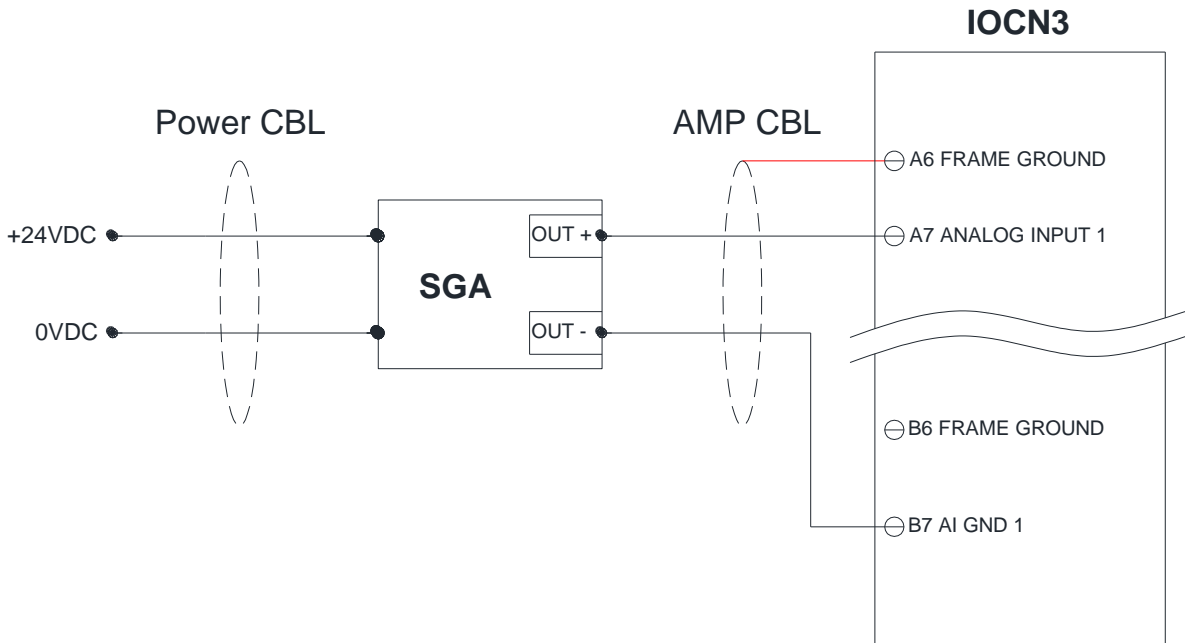 IOCN3
Power CBL
AMP CBL
A6 FRAME GROUND
+24VDC
OUT +
A7 ANALOG INPUT 1
SGA
0VDC
OUT -
B6 FRAME GROUND
B7 AI GND 1